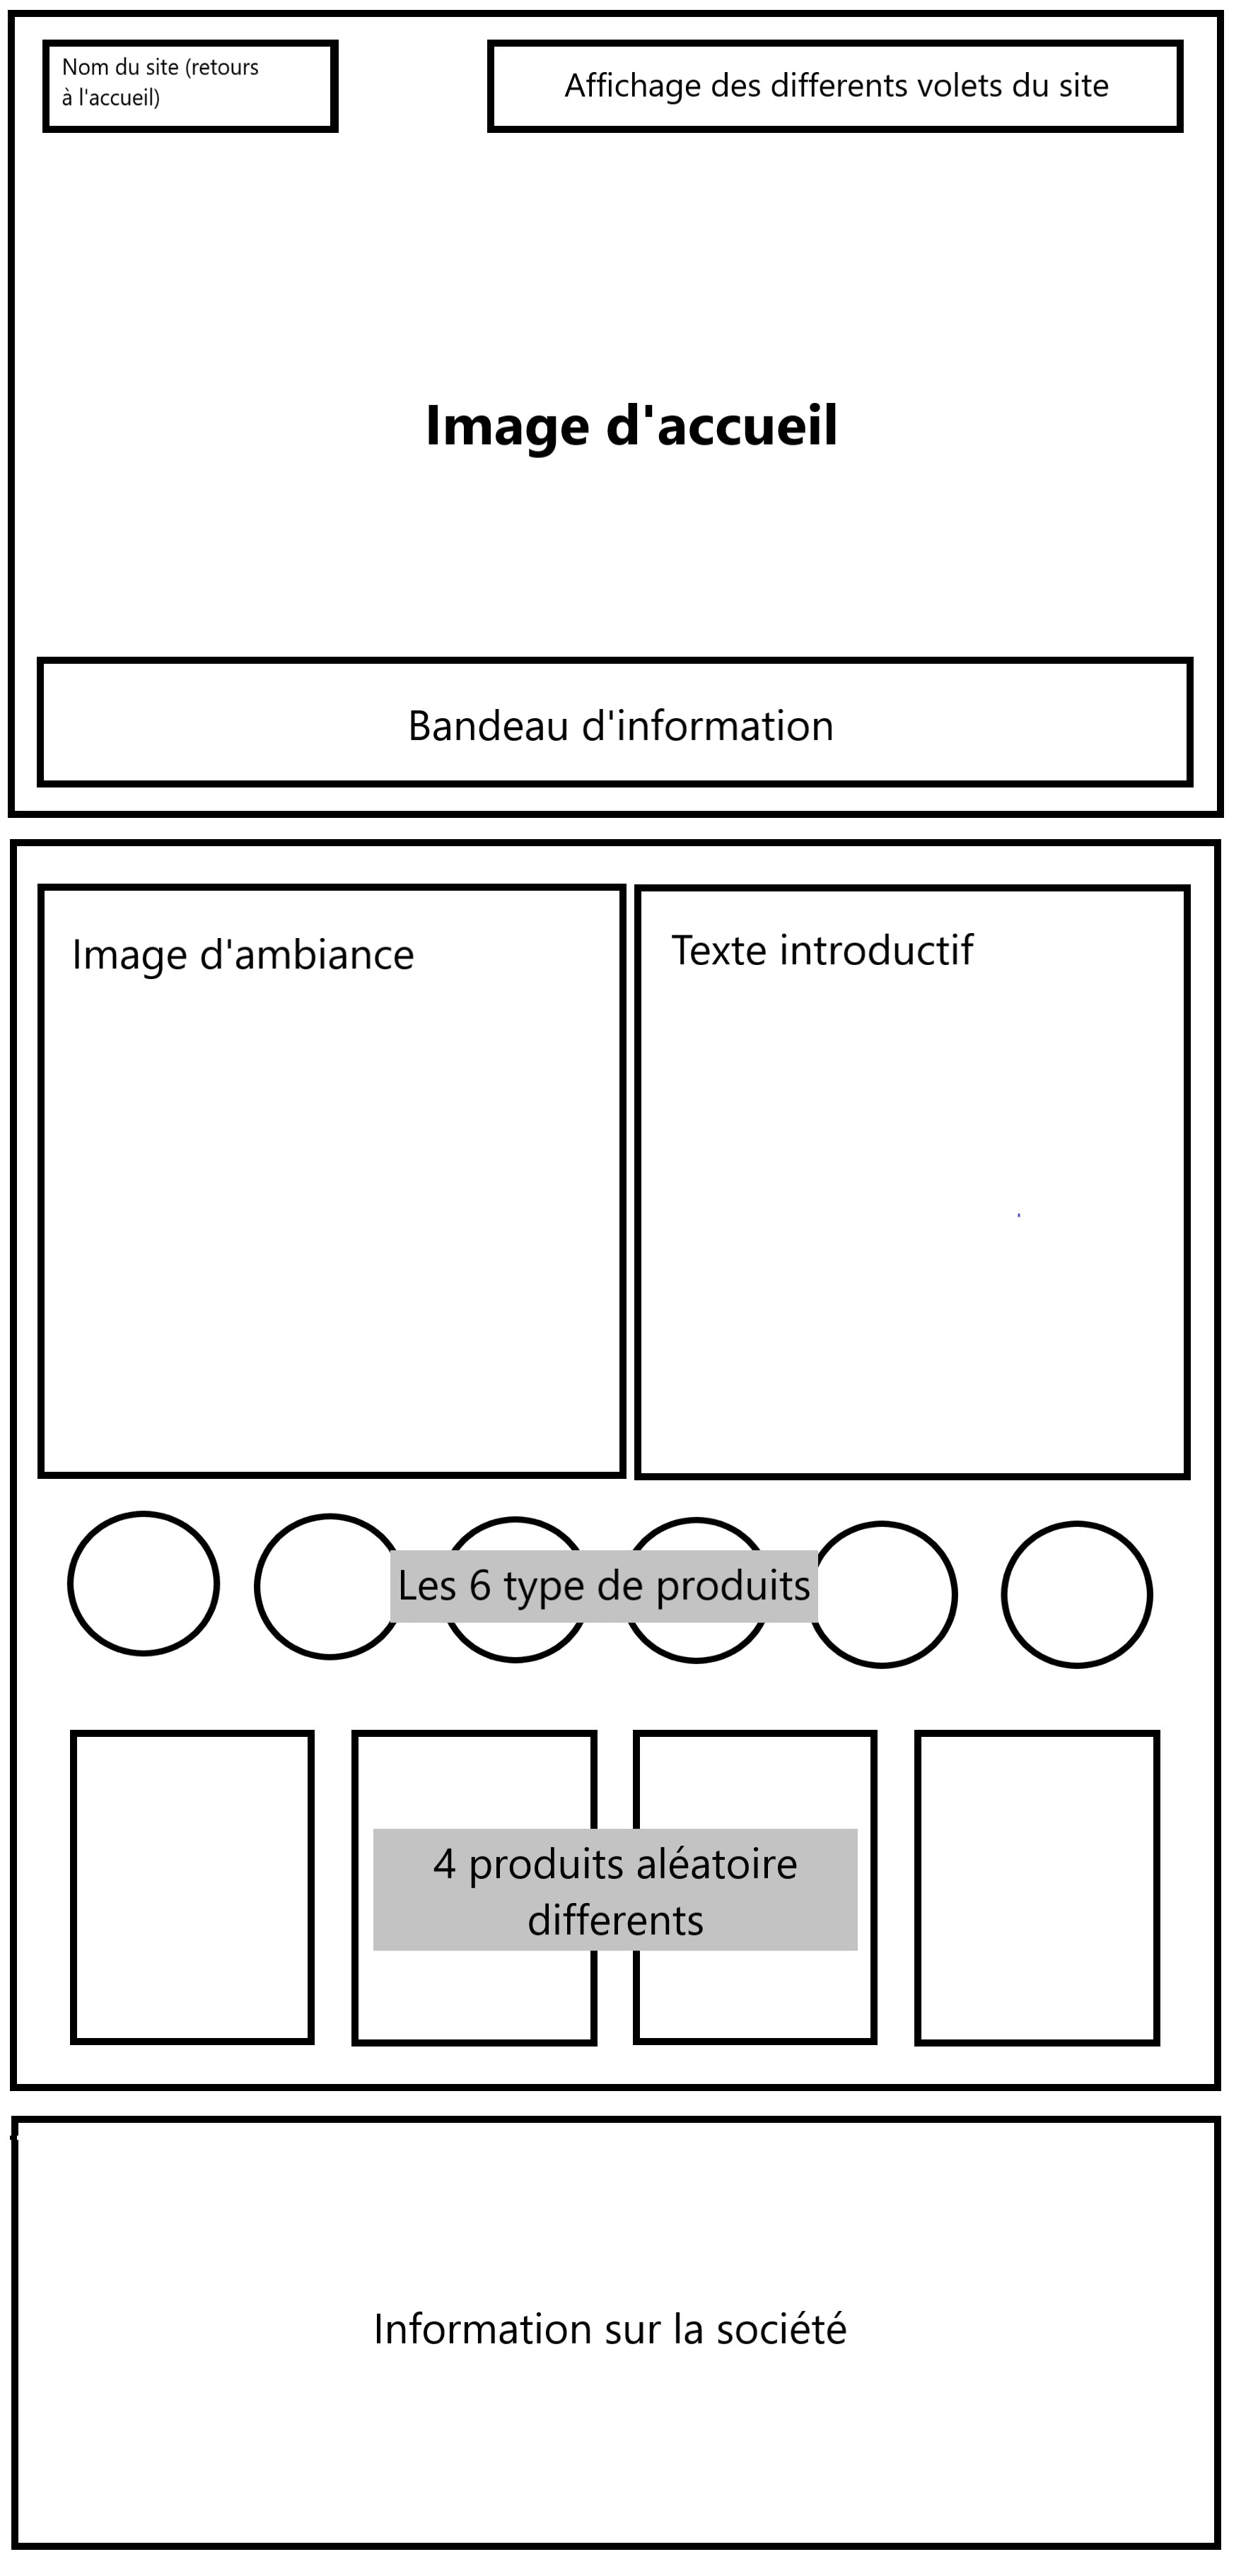 Nom du site (retours
à l'accueil)
Affichage des differents volets du site
Image d'accueil
Bandeau d'information
Image d'ambiance
Texte introductif
Les 6 type de produits
4 produits aléatoire
differents
Information sur la société